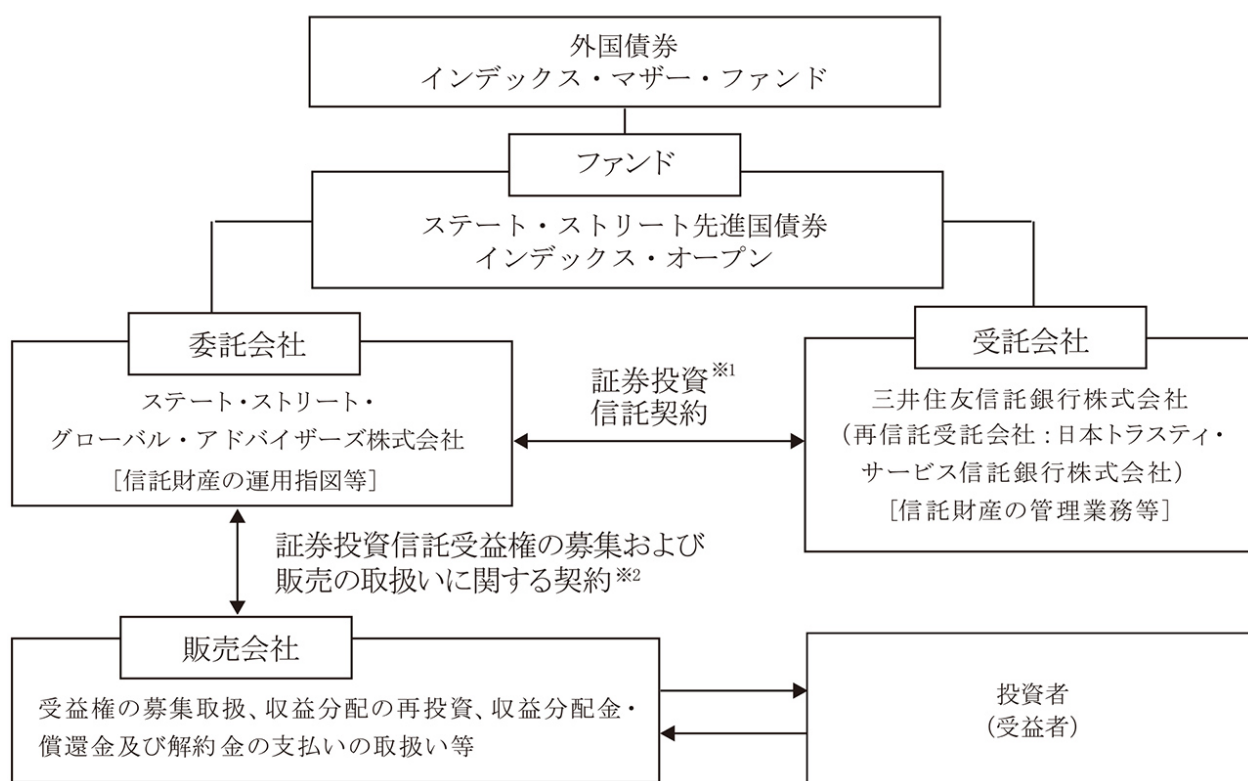 外国債券
インデックス・マザー・ファンド
ファンド
ステート・ストリート先進国債券
インデックス・オープン
委託会社
ステート・ストリート・
グローバル・アドバイザーズ株式会社
[信託財産の運用指図等]
証券投資※1
信託契約
受託会社
三井住友信託銀行株式会社
(再信託受託会社:日本トラスティ・
サービス信託銀行株式会社)
[信託財産の管理業務等]
証券投資信託受益権の募集および
販売の取扱いに関する契約※2
販売会社
受益権の募集取扱、収益分配の再投資、収益分配金・
償還金及び解約金の支払いの取扱い等
投資者
(受益者)